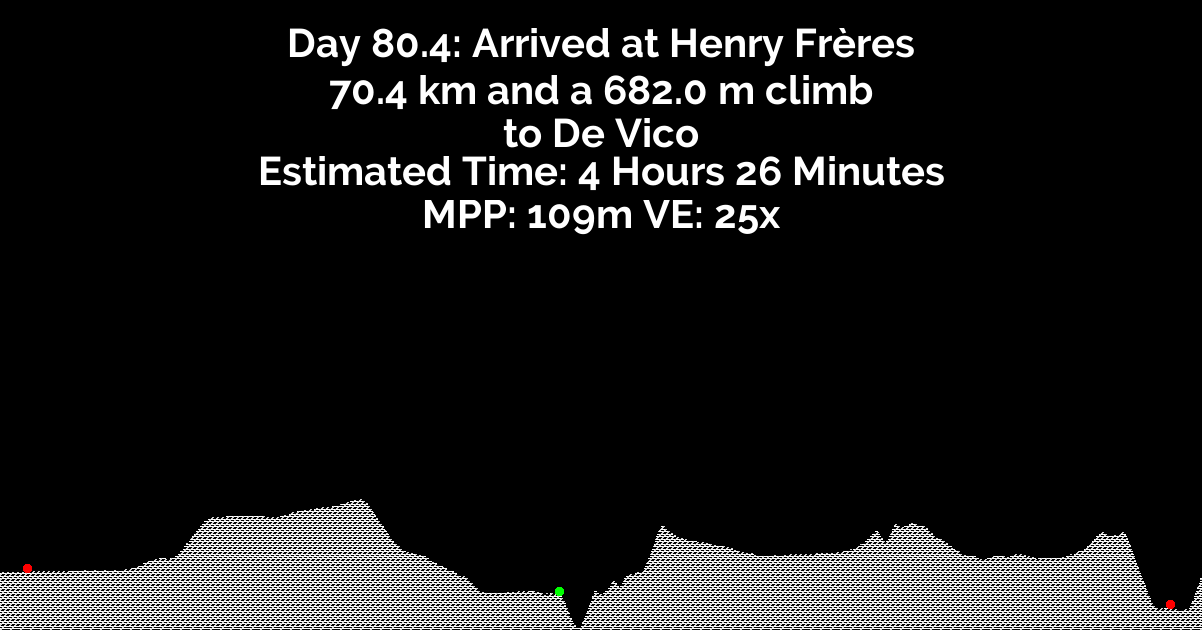 Day 80.4: Arrived at Henry Frères
70.4 km and a 682.0 m climb
to De Vico
Estimated Time: 4 Hours 26 Minutes
MPP: 109m VE: 25x